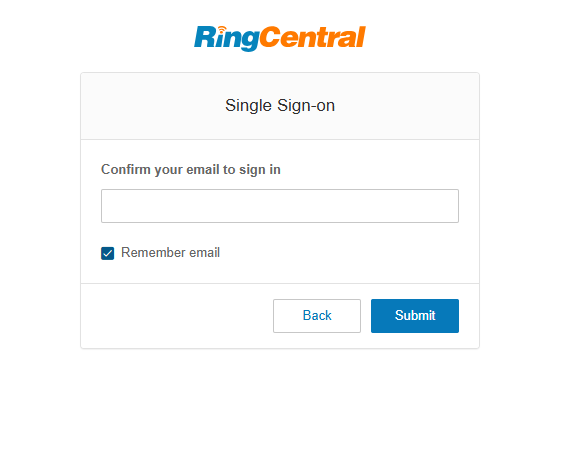 RingCentral
Single Sign-on
Confirm your email to sign in
Remember email
Back
Submit